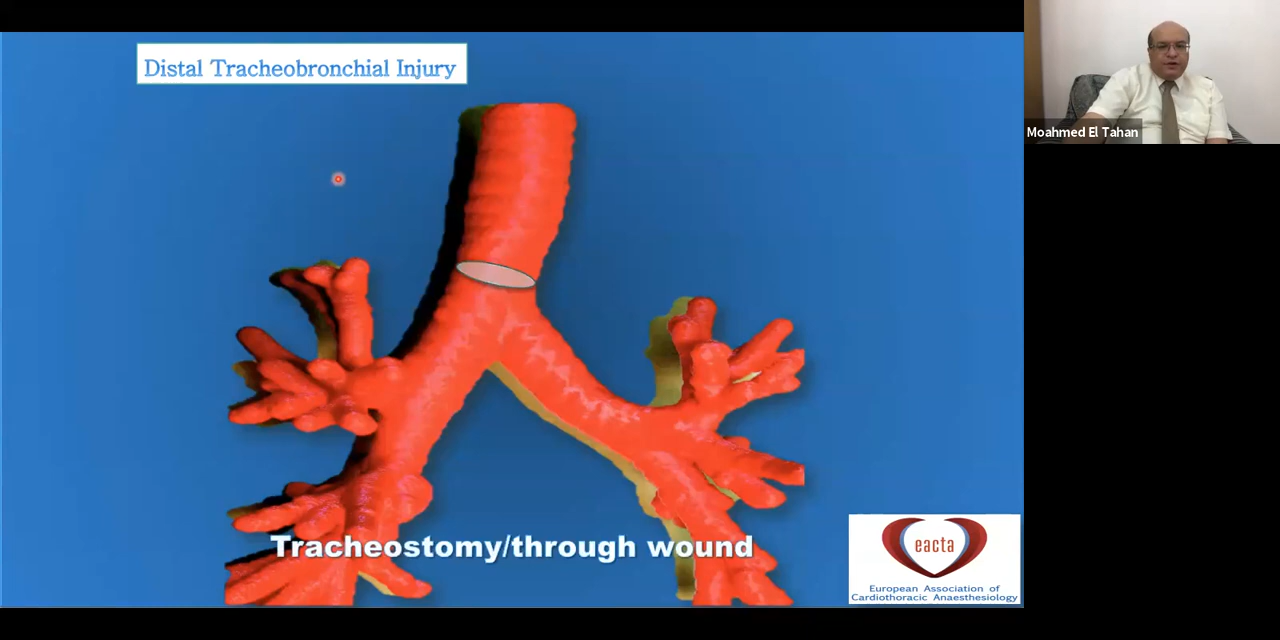 Distal Tracheobronchial Injury
Moahmed El Tahan
Tracheostomy/through wound
eacta
European Association of
Cardiothoracic Anaesthesiology